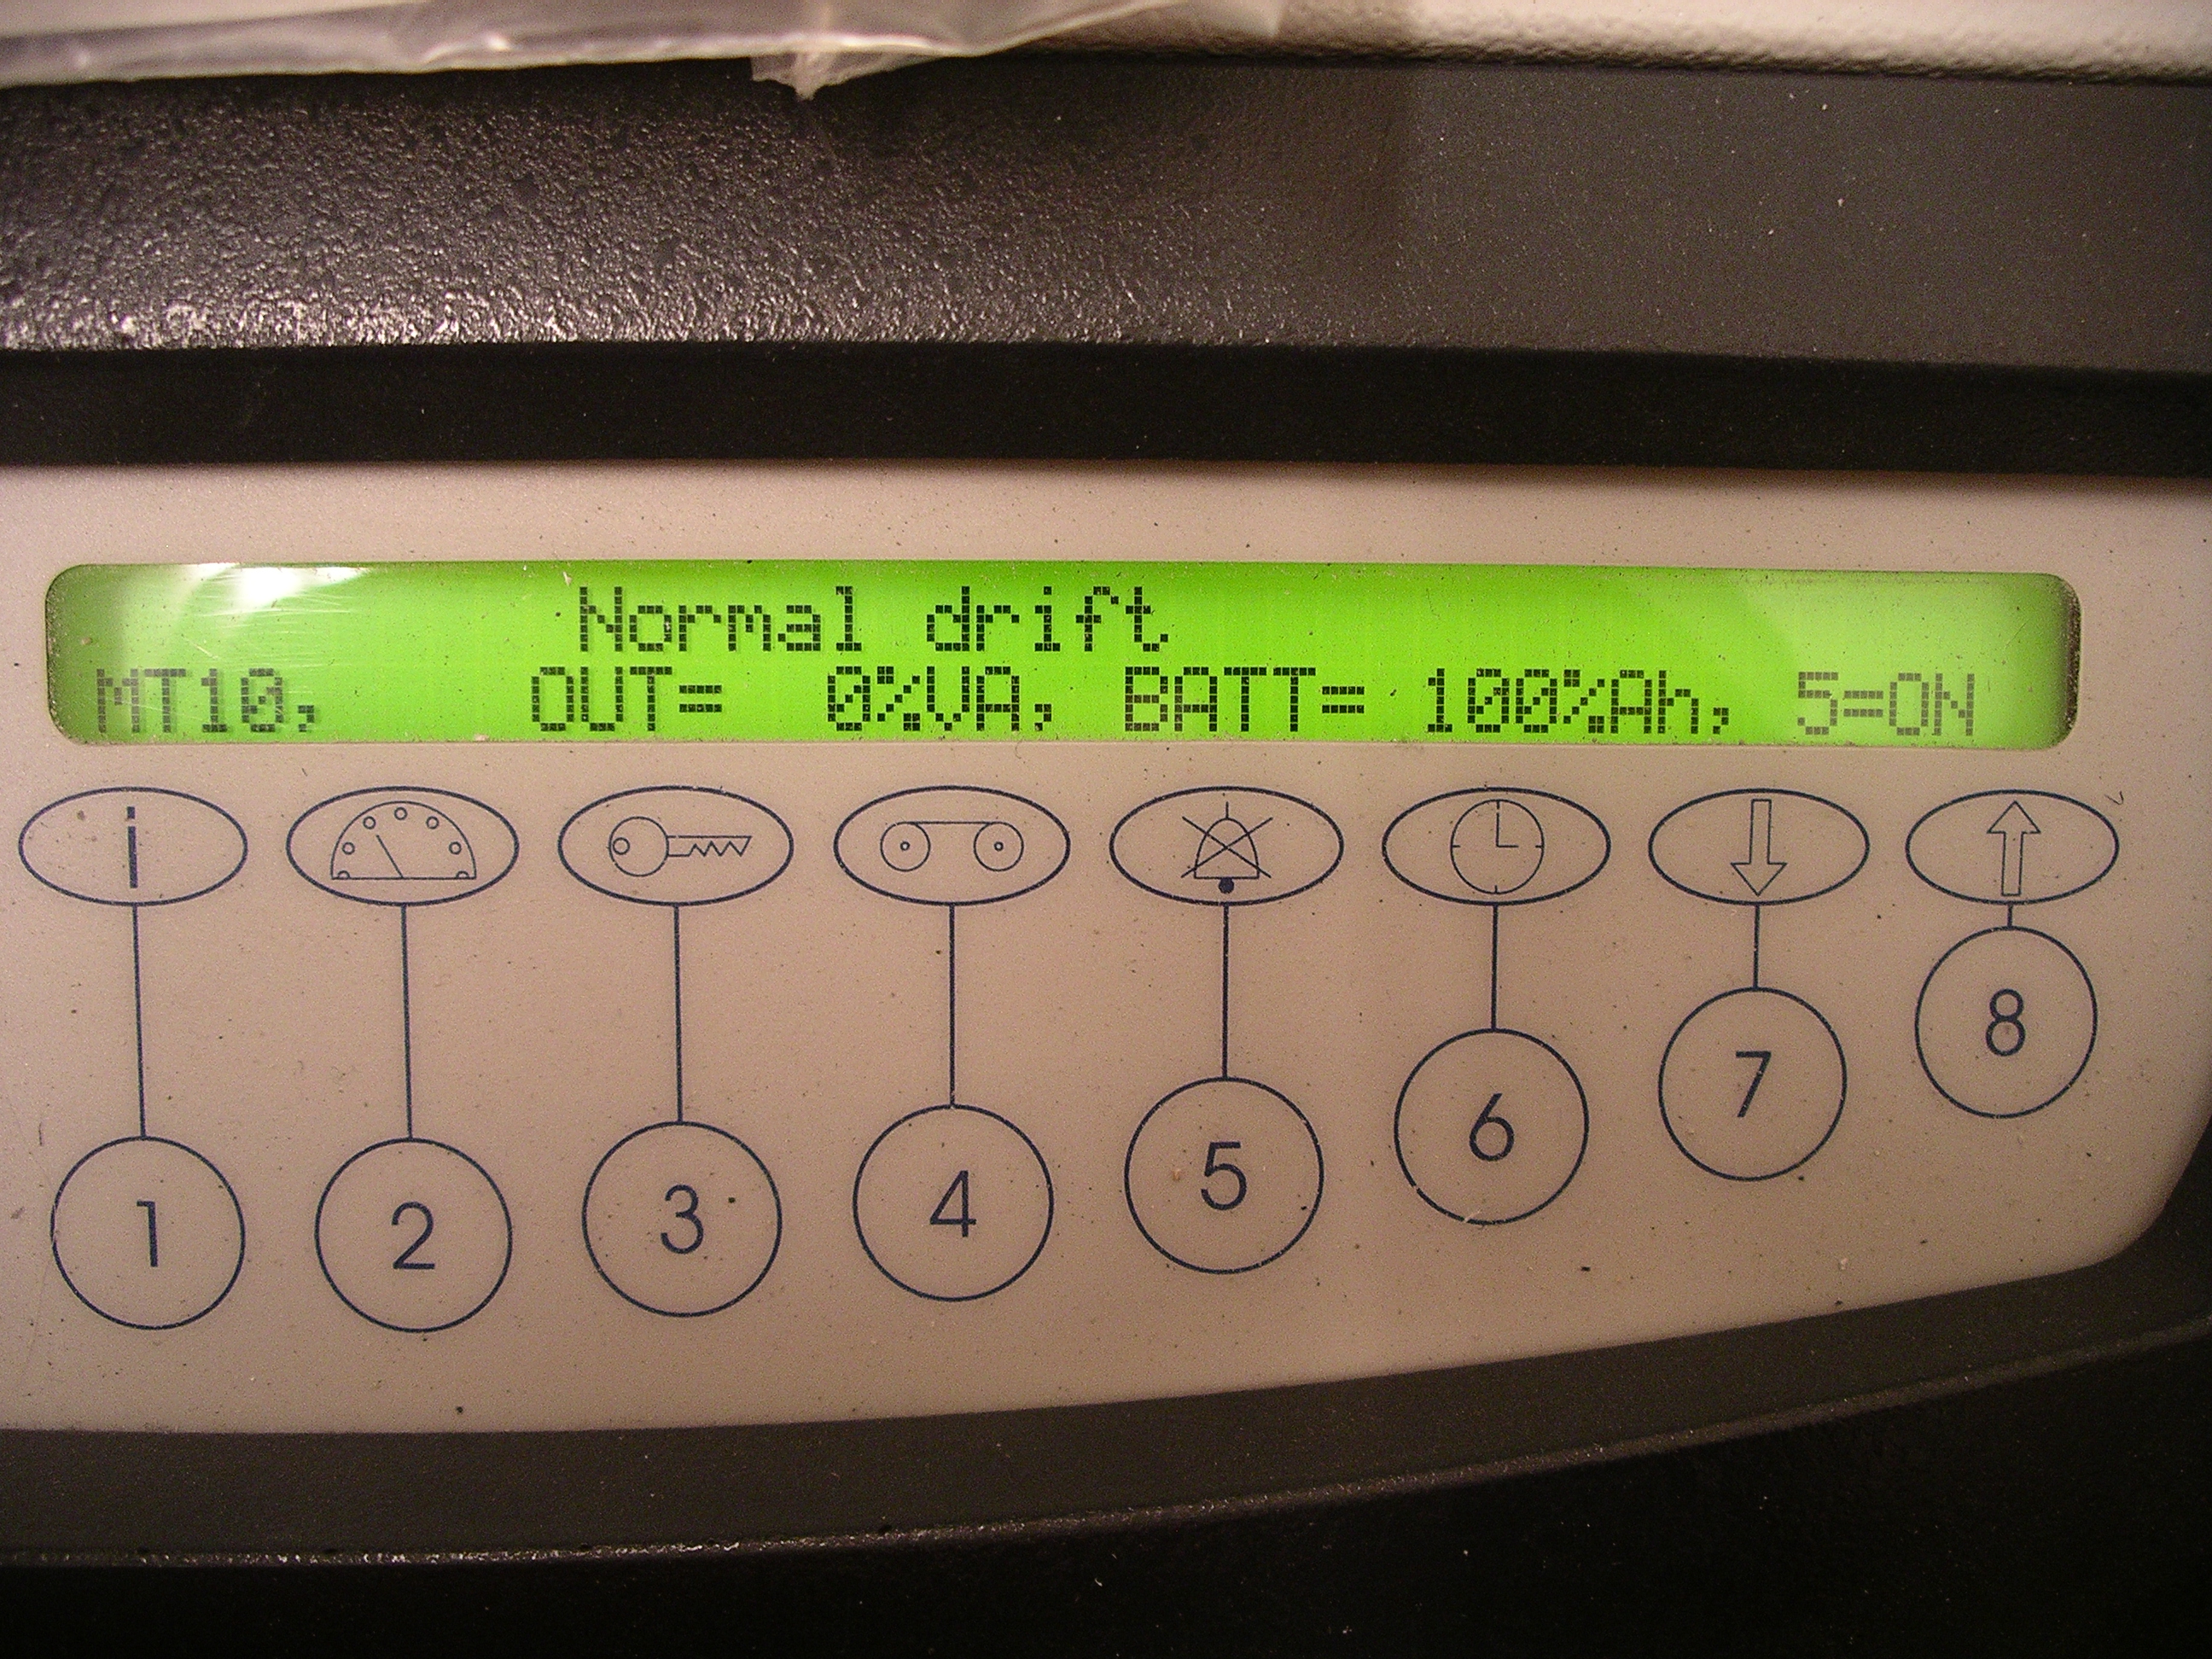 Normal drift
MT10, OUT= 0%VA, BATT= 100%Ah, 5=ON
i
1 2 3 4 5 6 7 8